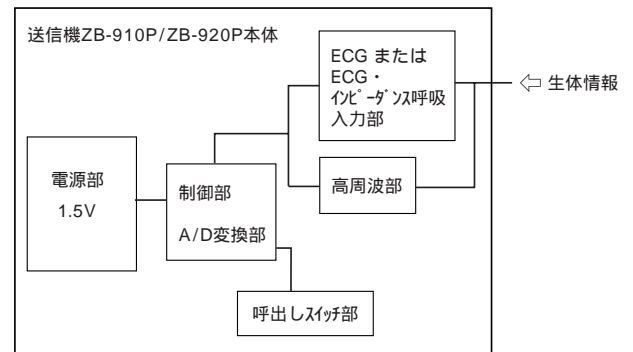 送信機ZB-910P/ZB-920P本体
ECG または
ECG・
ｲﾝﾋﾟｰﾀﾞﾝｽ呼吸
入力部
⇦ 生体情報
電源部
1.5V
制御部
A/D変換部
高周波部
呼出しｽｲｯﾁ部